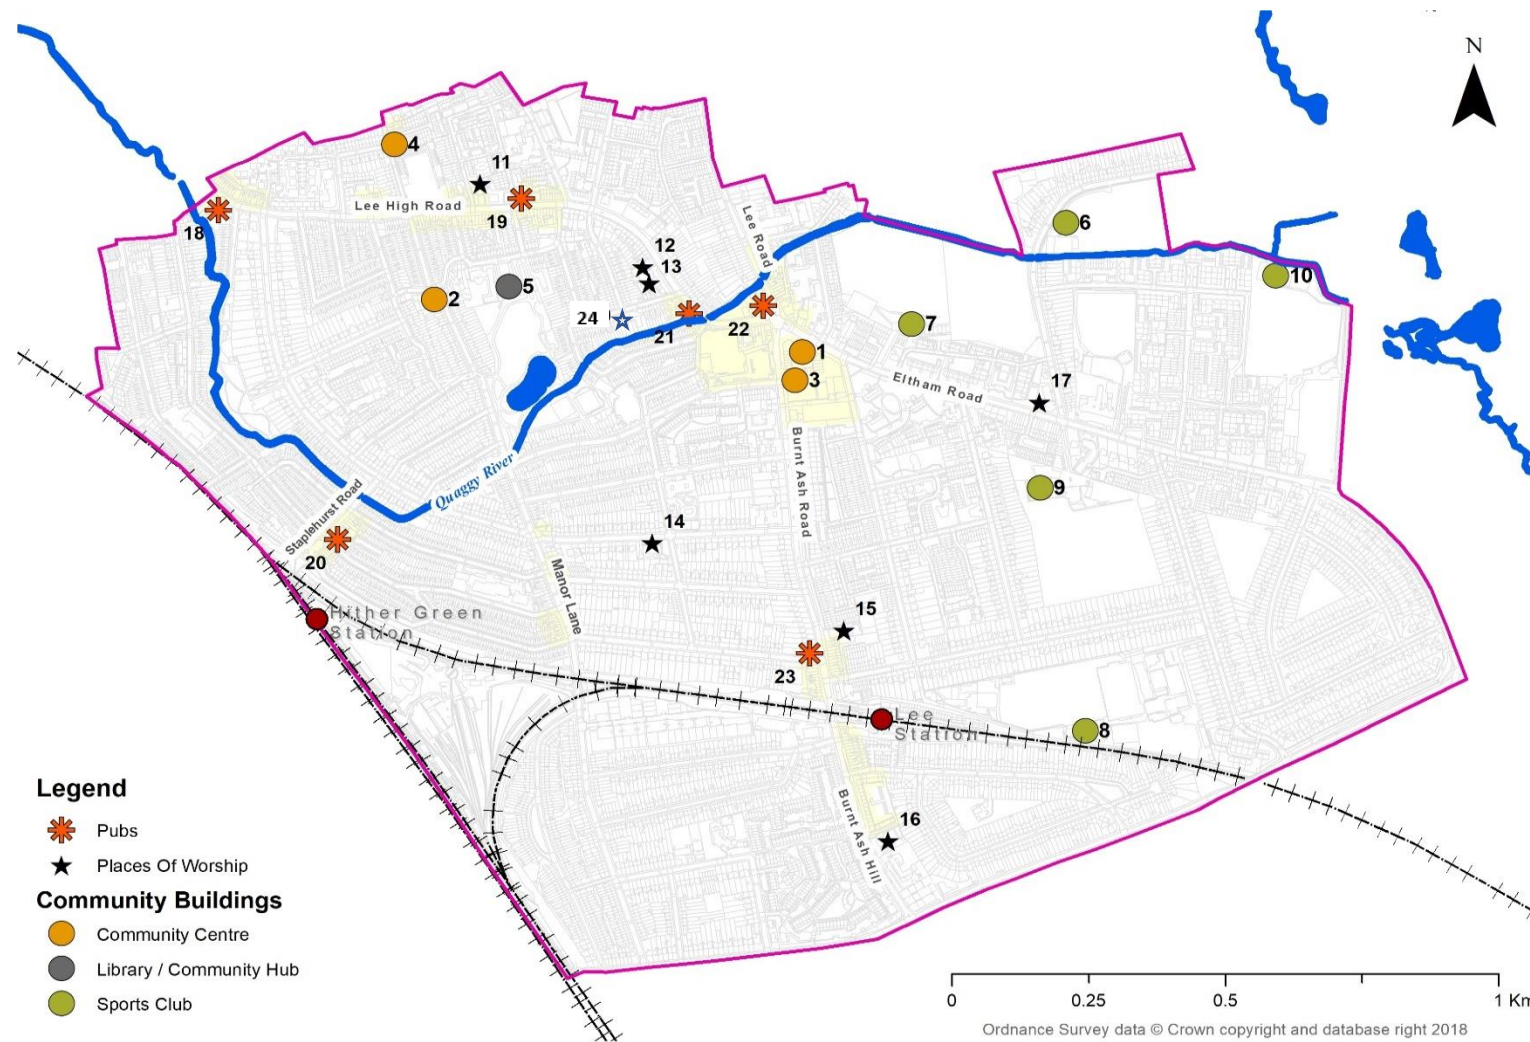 N
4
11
Lee High Road
19
18
Lee Road
6
12
13
10
5
2
24
21
22
7
1
3
Eltham Road
17
Burnt Ash Road
9
Quaggy River
Staplehurst Road
20
14
Manor Lane
Hither Green
Station
15
23
Lee
Station
8
Burnt Ash Hill
16
Legend
Pubs
Places Of Worship
Community Buildings
Community Centre
Library / Community Hub
Sports Club
0 0.25 0.5 1 Km
Ordnance Survey data © Crown copyright and database right 2018